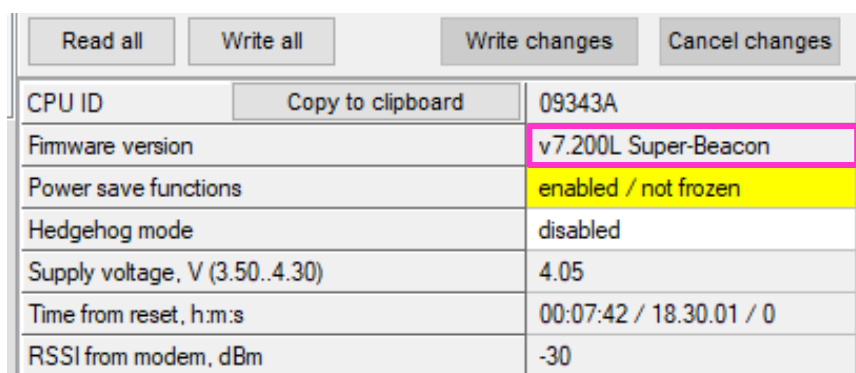 Read all Write all Write changes Cancel changes
CPU ID Copy to clipboard 09343A
Firmware version v7.200L Super-Beacon
Power save functions enabled / not frozen
Hedgehog mode disabled
Supply voltage, V (3.50..4.30) 4.05
Time from reset, h:m:s 00:07:42 / 18.30.01 / 0
RSSI from modem, dBm -30